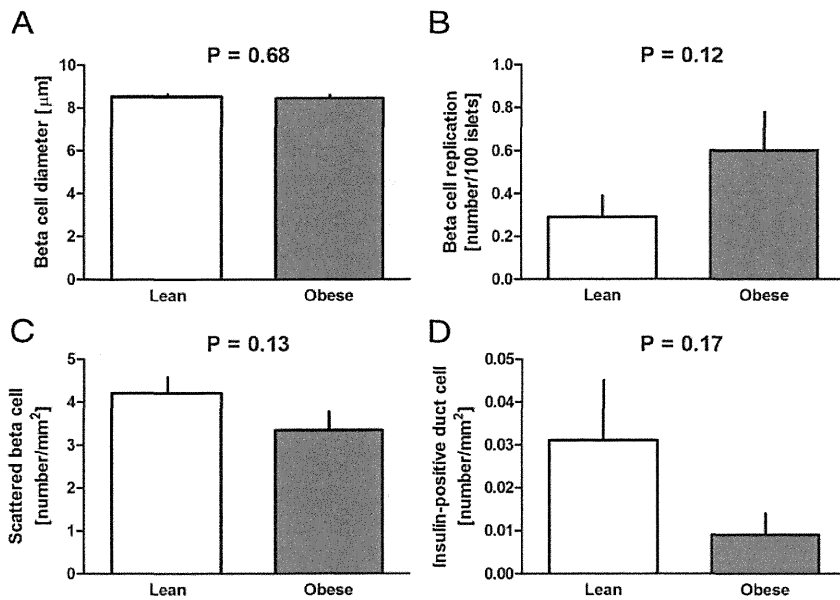 A
P = 0.68
Beta cell diameter [μm]
10
8
6
4
2
0
Lean
Obese
B
P = 0.12
Beta cell replication
[number/100 islets]
1.0
0.8
0.6
0.4
0.2
0.0
Lean
Obese
C
P = 0.13
Scattered beta cell
[number/mm²]
5
4
3
2
1
0
Lean
Obese
D
P = 0.17
Insulin-positive duct cell
[number/mm²]
0.05
0.04
0.03
0.02
0.01
0.00
Lean
Obese